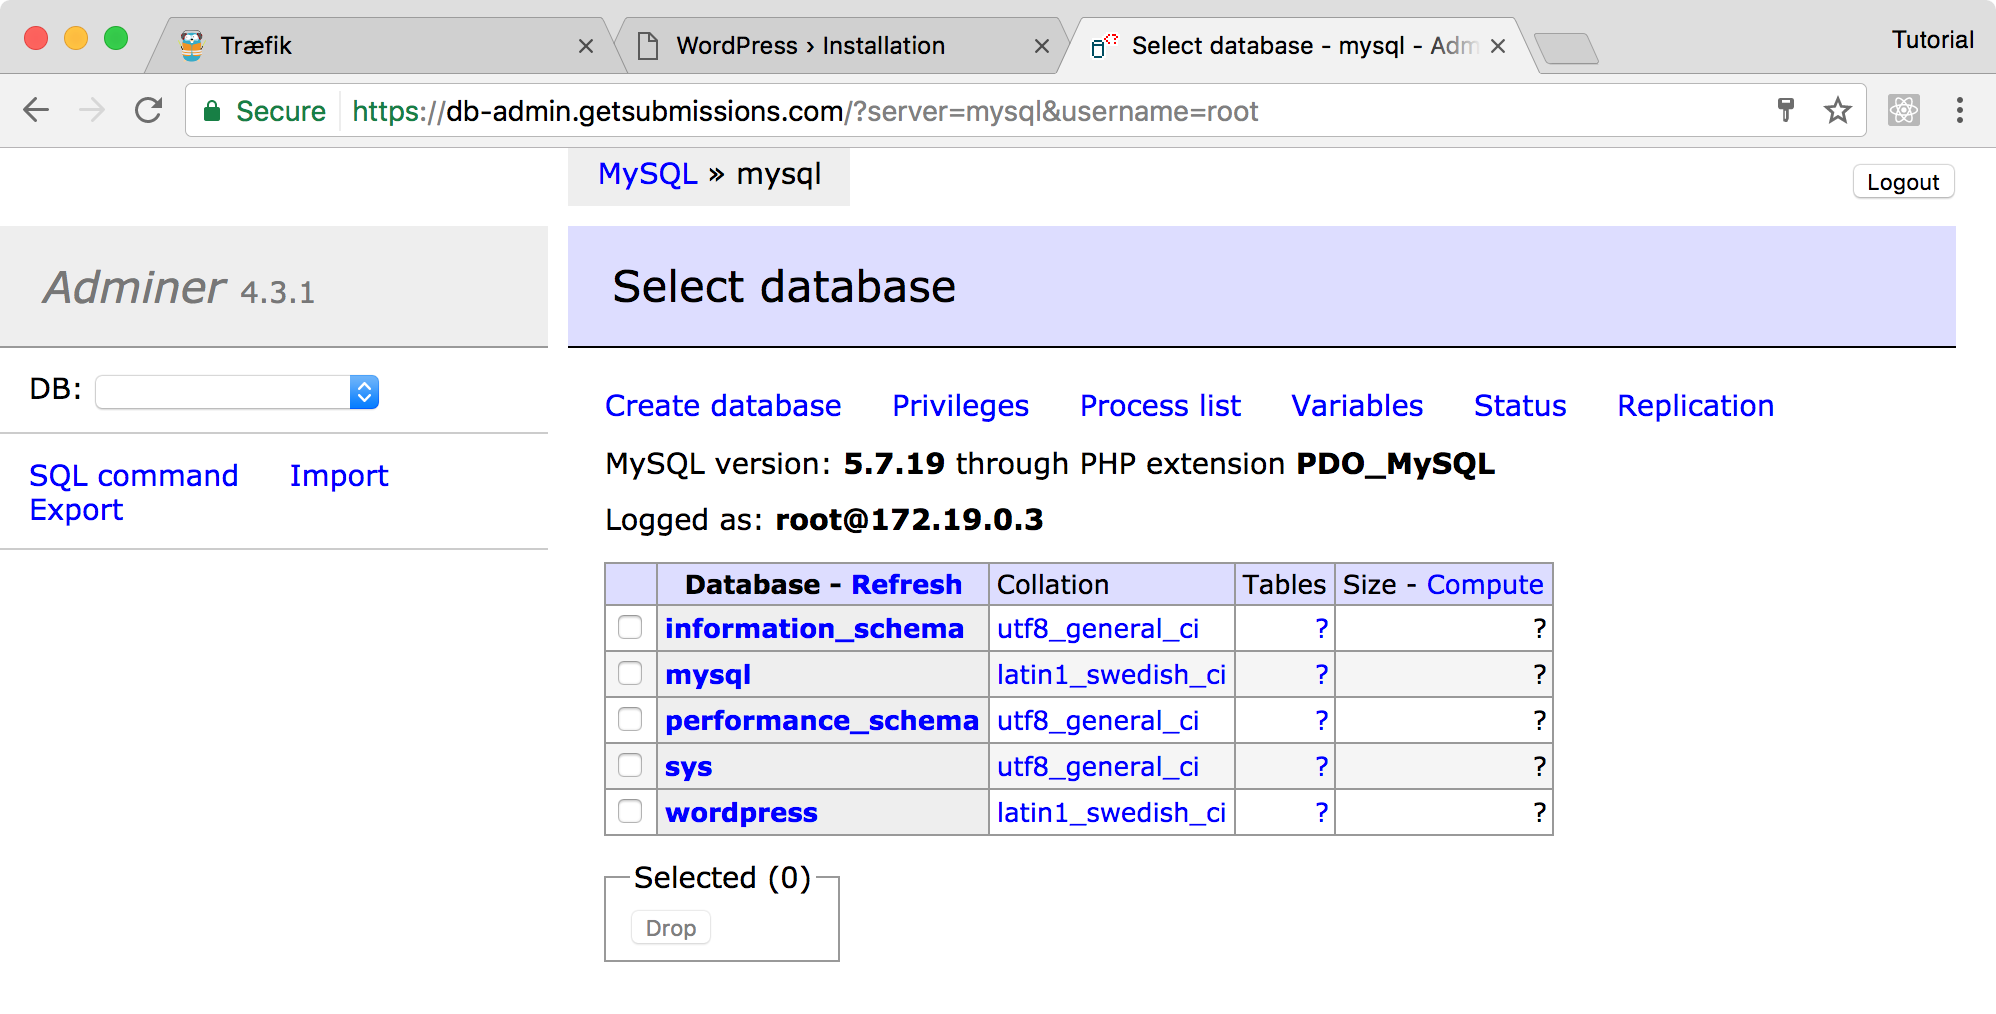 Træfik
WordPress › Installation
Select database - mysql - Adm
Tutorial
Secure https://db-admin.getsubmissions.com/?server=mysql&username=root
MySQL » mysql
Logout
Adminer 4.3.1
Select database
DB:
SQL command Import
Export
Create database Privileges Process list Variables Status Replication
MySQL version: 5.7.19 through PHP extension PDO_MySQL
Logged as: root@172.19.0.3
Database - Refresh Collation Tables Size - Compute
information_schema utf8_general_ci ? ?
mysql latin1_swedish_ci ? ?
performance_schema utf8_general_ci ? ?
sys utf8_general_ci ? ?
wordpress latin1_swedish_ci ? ?
Selected (0)
Drop